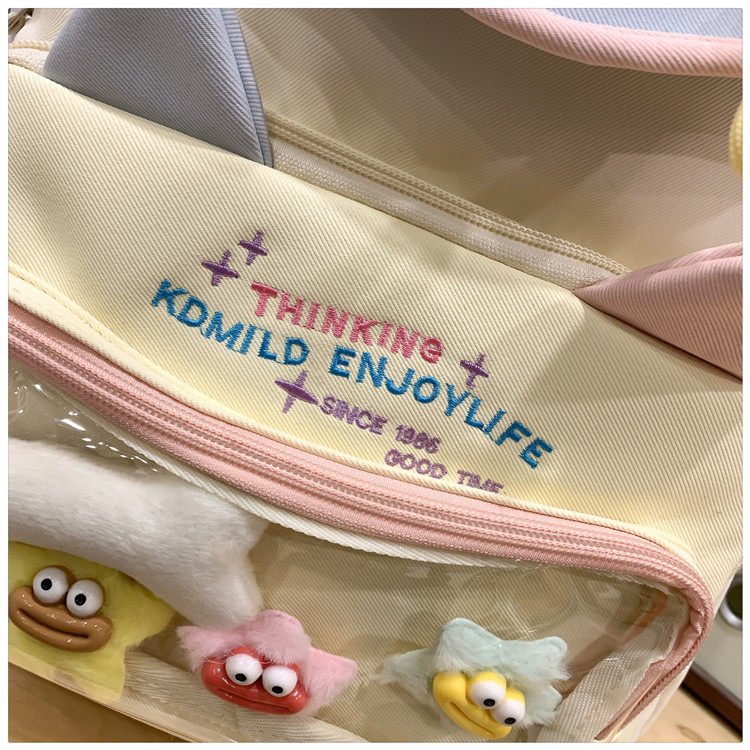 THINKING
KDMILD ENJOYLIFE
SINCE 1986
GOOD TIME